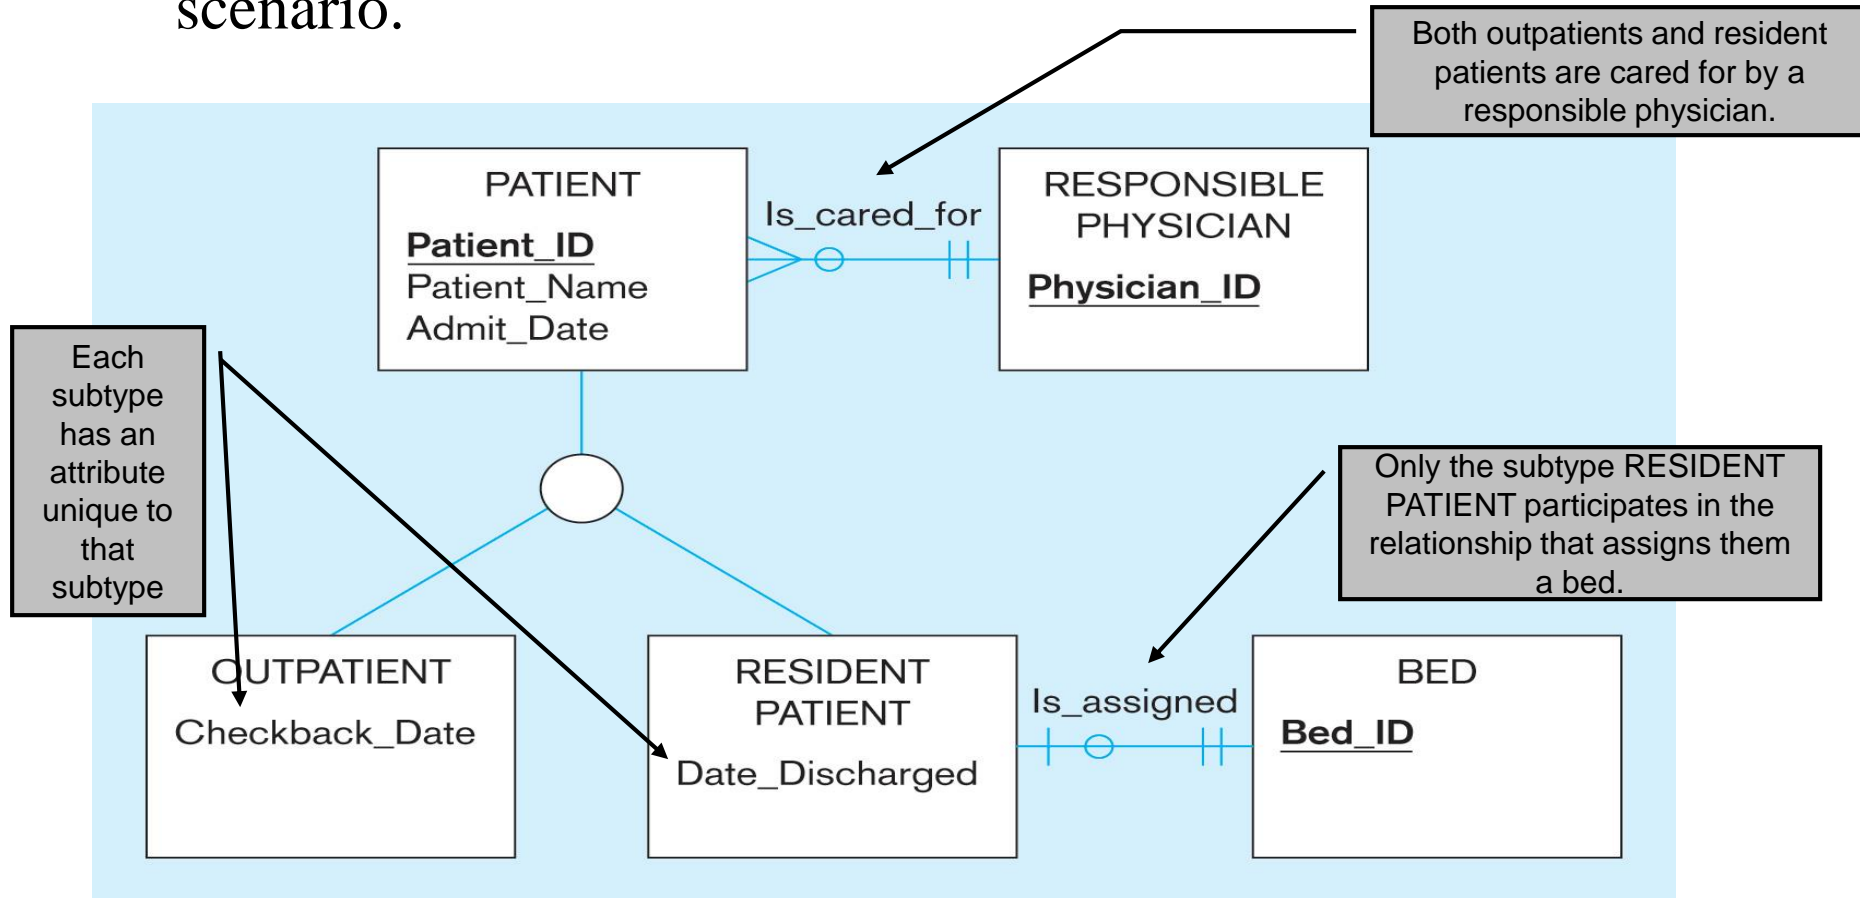 scenario.
Both outpatients and resident
patients are cared for by a
responsible physician.
PATIENT
Patient_ID
Patient_Name
Admit_Date
Is_cared_for
RESPONSIBLE
PHYSICIAN
Physician_ID
Each
subtype
has an
attribute
unique to
that
subtype
Only the subtype RESIDENT
PATIENT participates in the
relationship that assigns them
a bed.
OUTPATIENT
Checkback_Date
RESIDENT
PATIENT
Date_Discharged
Is_assigned
BED
Bed_ID